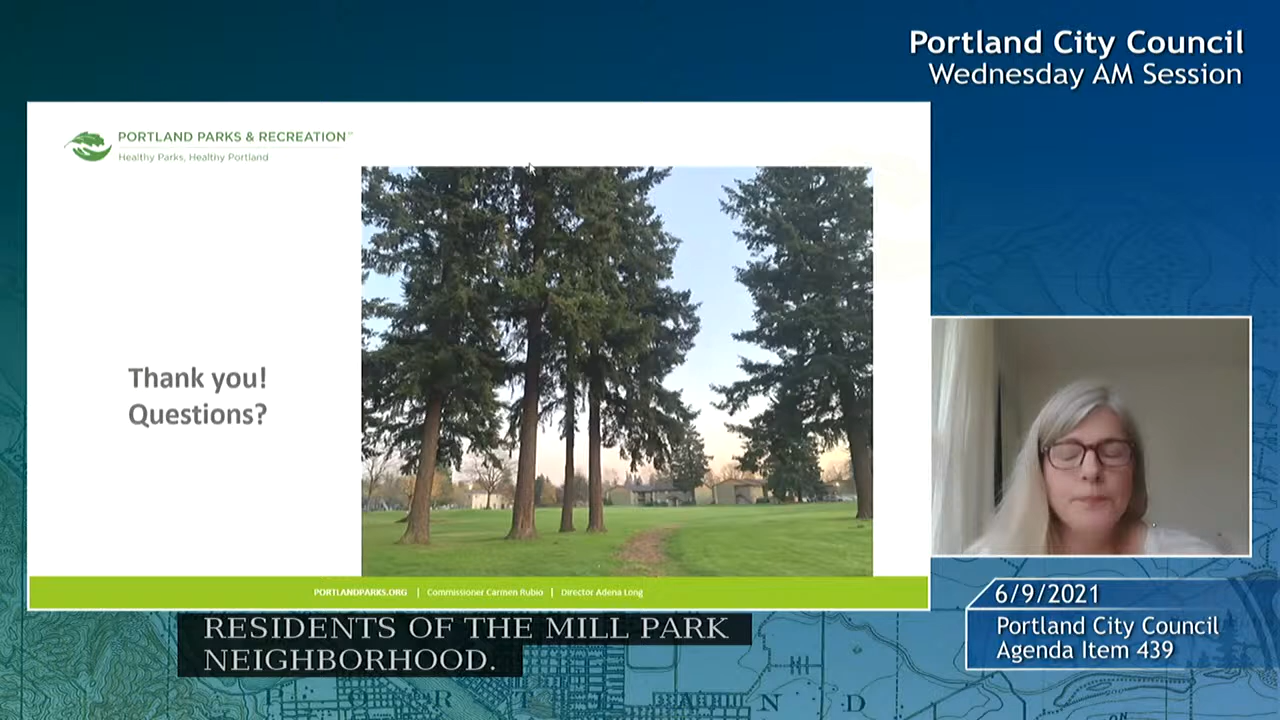 Portland City Council
Wednesday AM Session
PORTLAND PARKS & RECREATION
Healthy Parks, Healthy Portland
Thank you!
Questions?
PORTLANDPARKS.ORG | Commissioner Carmen Rubio | Director Adena Long
RESIDENTS OF THE MILL PARK
NEIGHBORHOOD.
6/9/2021
Portland City Council
Agenda Item 439
PORTLAND